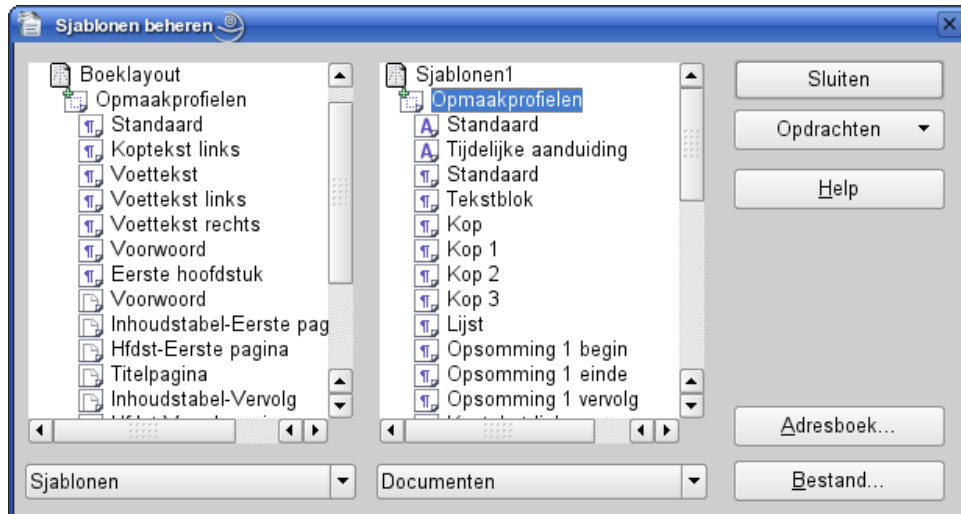 Sjablonen beheren
Boeklayout
Opmaakprofielen
Standaard
Koptekst links
Voettekst
Voettekst links
Voettekst rechts
Voorwoord
Eerste hoofdstuk
Voorwoord
Inhoudstabel-Eerste pag
Hfdst-Eerste pagina
Titelpagina
Inhoudstabel-Vervolg
Sjablonen
Sjablonen1
Opmaakprofielen
Standaard
Tijdelijke aanduiding
Standaard
Tekstblok
Kop
Kop 1
Kop 2
Kop 3
Lijst
Opsomming 1 begin
Opsomming 1 einde
Opsomming 1 vervolg
Documenten
Sluiten
Opdrachten
Help
Adresboek...
Bestand...